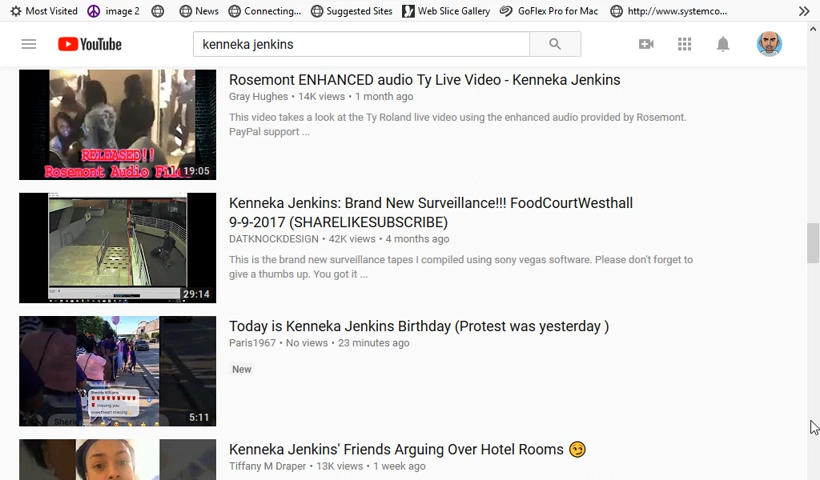 Most Visited image 2 News Connecting... Suggested Sites Web Slice Gallery GoFlex Pro for Mac http://www.systemco...
YouTube kenneka jenkins
Rosemont ENHANCED audio Ty Live Video - Kenneka Jenkins
Gray Hughes • 14K views • 1 month ago
This video takes a look at the Ty Roland live video using the enhanced audio provided by Rosemont.
PayPal support ...
RELEASED!!
Rosemont Audio Files
19:05
Kenneka Jenkins: Brand New Surveillance!!! FoodCourtWesthall
9-9-2017 (SHARELIKESUBSCRIBE)
DATKNOCKDESIGN • 42K views • 4 months ago
This is the brand new surveillance tapes I compiled using sony vegas software. Please don't forget to
give a thumbs up. You got it ...
29:14
Today is Kenneka Jenkins Birthday (Protest was yesterday )
Paris1967 • No views • 23 minutes ago
New
5:11
Kenneka Jenkins' Friends Arguing Over Hotel Rooms 😏
Tiffany M Draper • 13K views • 1 week ago